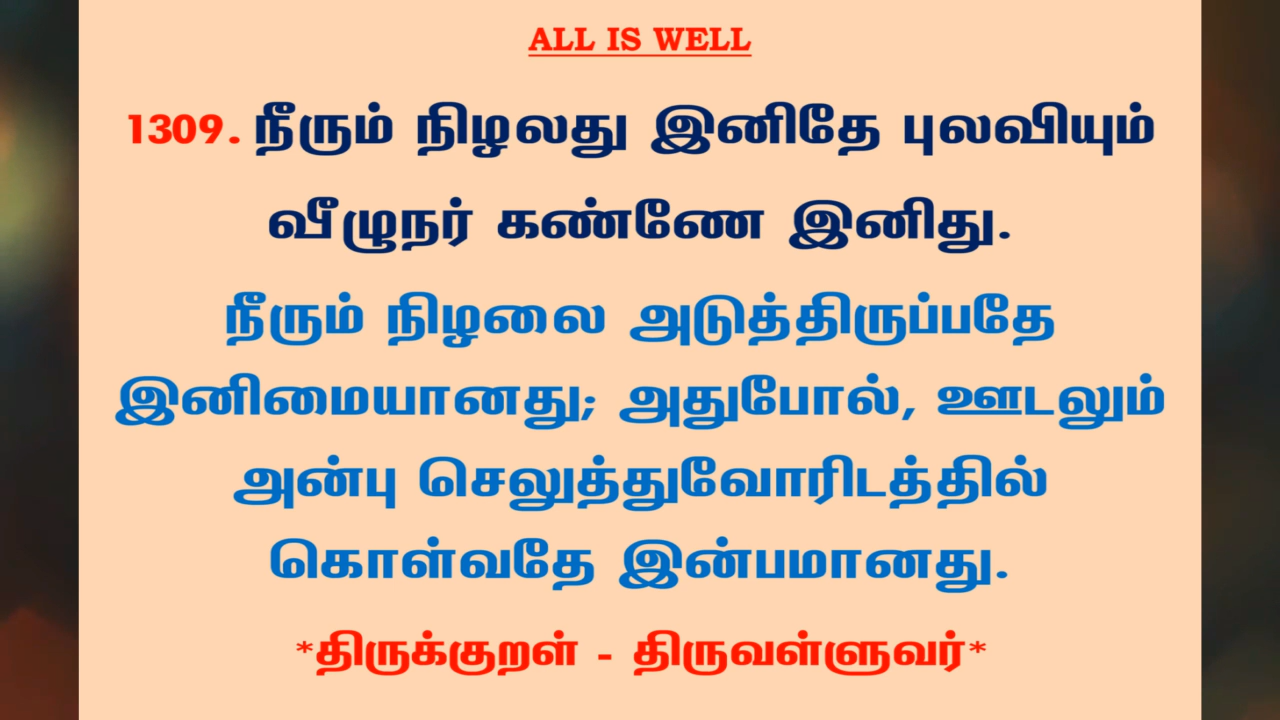 ALL IS WELL
1309. நீரும் நிழலது இனிதே புலவியும்
வீழுநர் கண்ணே இனிது.
நீரும் நிழலை அடுத்திருப்பதே
இனிமையானது; அதுபோல், ஊடலும்
அன்பு செலுத்துவோரிடத்தில்
கொள்வதே இன்பமானது.
*திருக்குறள் - திருவள்ளுவர்*